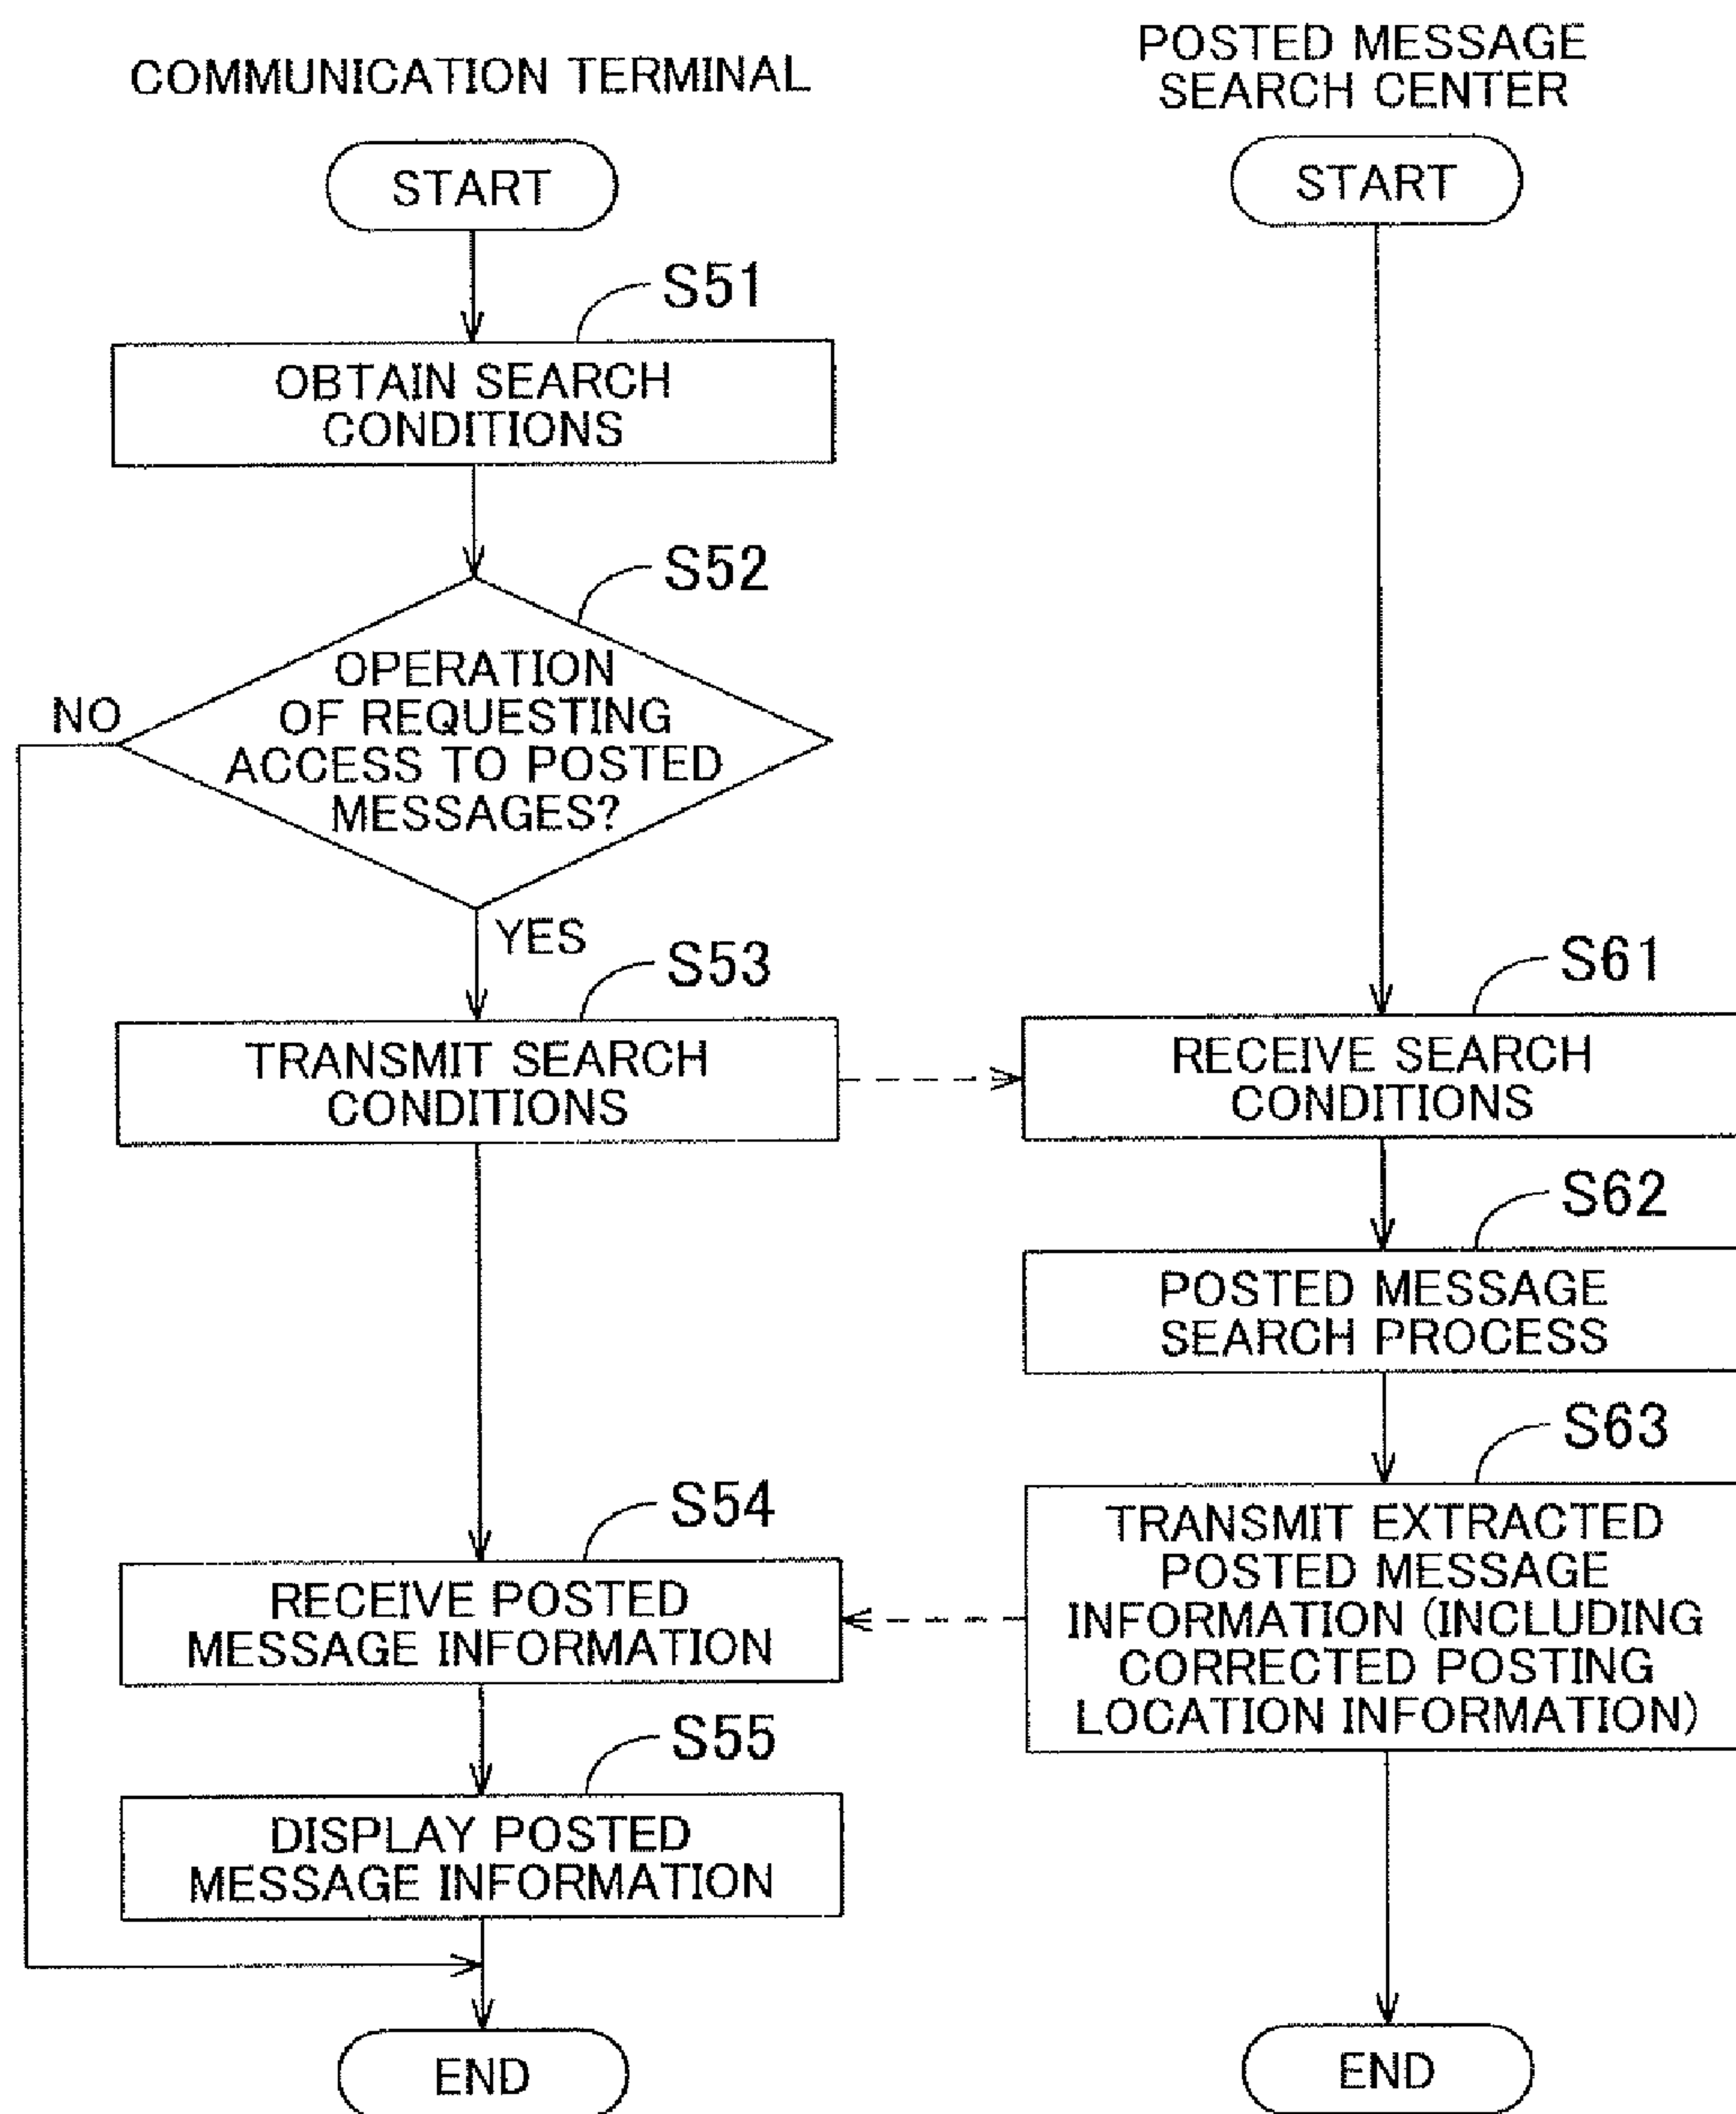 COMMUNICATION TERMINAL
START
S51
OBTAIN SEARCH
CONDITIONS
S52
OPERATION
OF REQUESTING
ACCESS TO POSTED
MESSAGES?
NO
YES
S53
TRANSMIT SEARCH
CONDITIONS
S54
RECEIVE POSTED
MESSAGE INFORMATION
S55
DISPLAY POSTED
MESSAGE INFORMATION
END
POSTED MESSAGE
SEARCH CENTER
START
S61
RECEIVE SEARCH
CONDITIONS
S62
POSTED MESSAGE
SEARCH PROCESS
S63
TRANSMIT EXTRACTED
POSTED MESSAGE
INFORMATION (INCLUDING
CORRECTED POSTING
LOCATION INFORMATION)
END